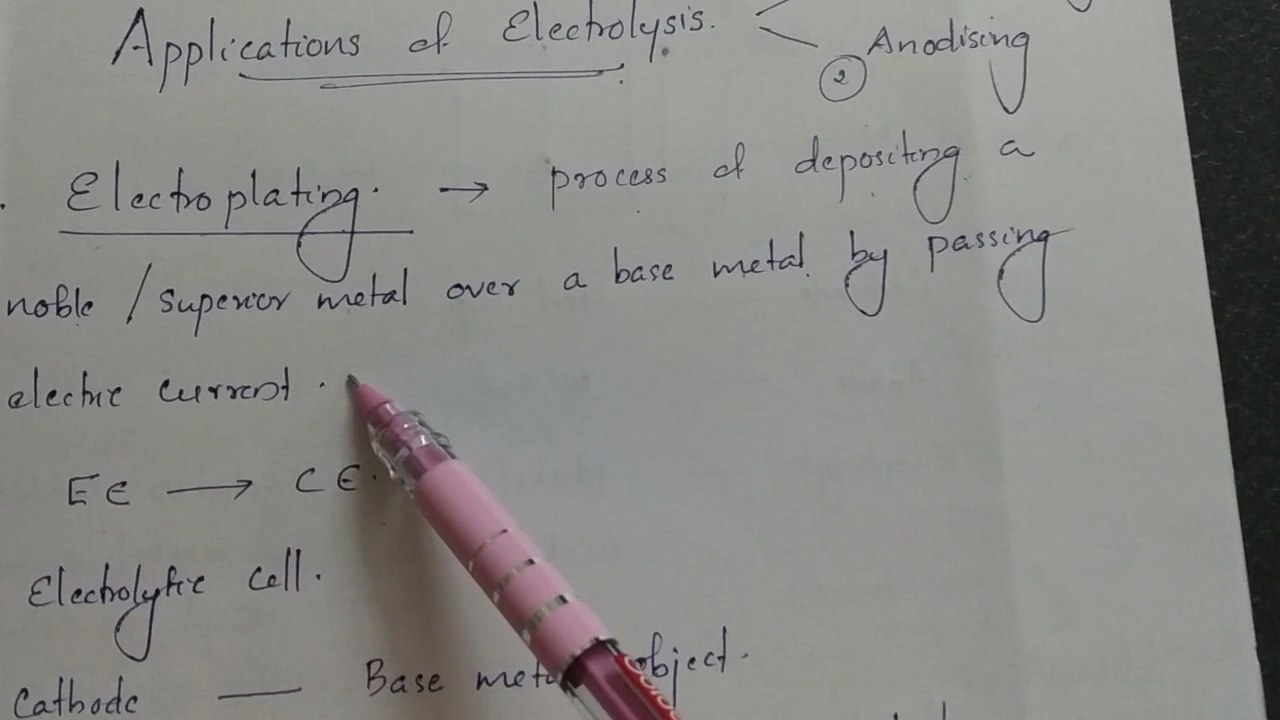 Applications of Electrolysis.
② Anodising
Electroplating. → process of depositing a
noble / superior metal over a base metal. by passing
electric current.
EE → CE.
Electrolytic cell.
Cathode — Base metal object.